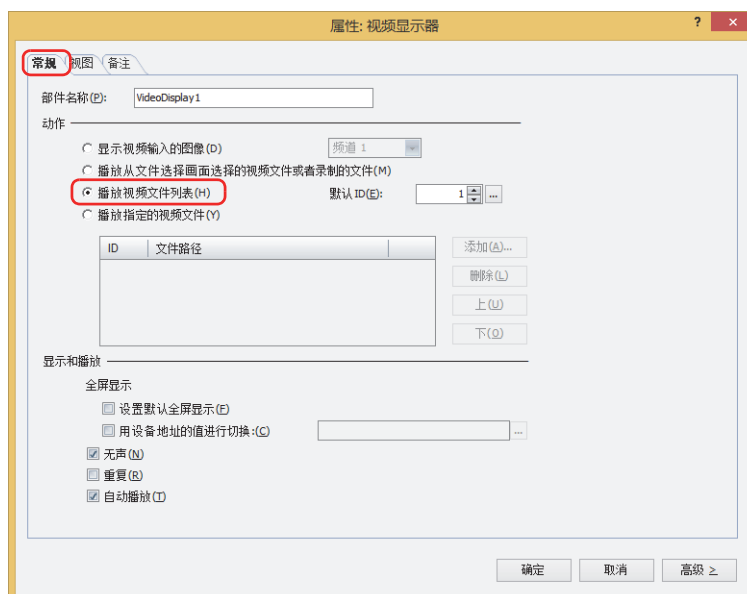 属性: 视频显示器
? ×
常规 视图 备注
部件名称(P): VideoDisplay1
动作
显示视频输入的图像(D) 频道 1
播放从文件选择画面选择的视频文件或者录制的文件(M)
播放视频文件列表(H) 默认 ID(E): 1 ...
播放指定的视频文件(Y)
ID 文件路径 添加(A)...
删除(L)
上(U)
下(O)
显示和播放
全屏显示
设置默认全屏显示(F)
用设备地址的值进行切换:(C) ...
无声(N)
重复(R)
自动播放(T)
确定 取消 高级 >